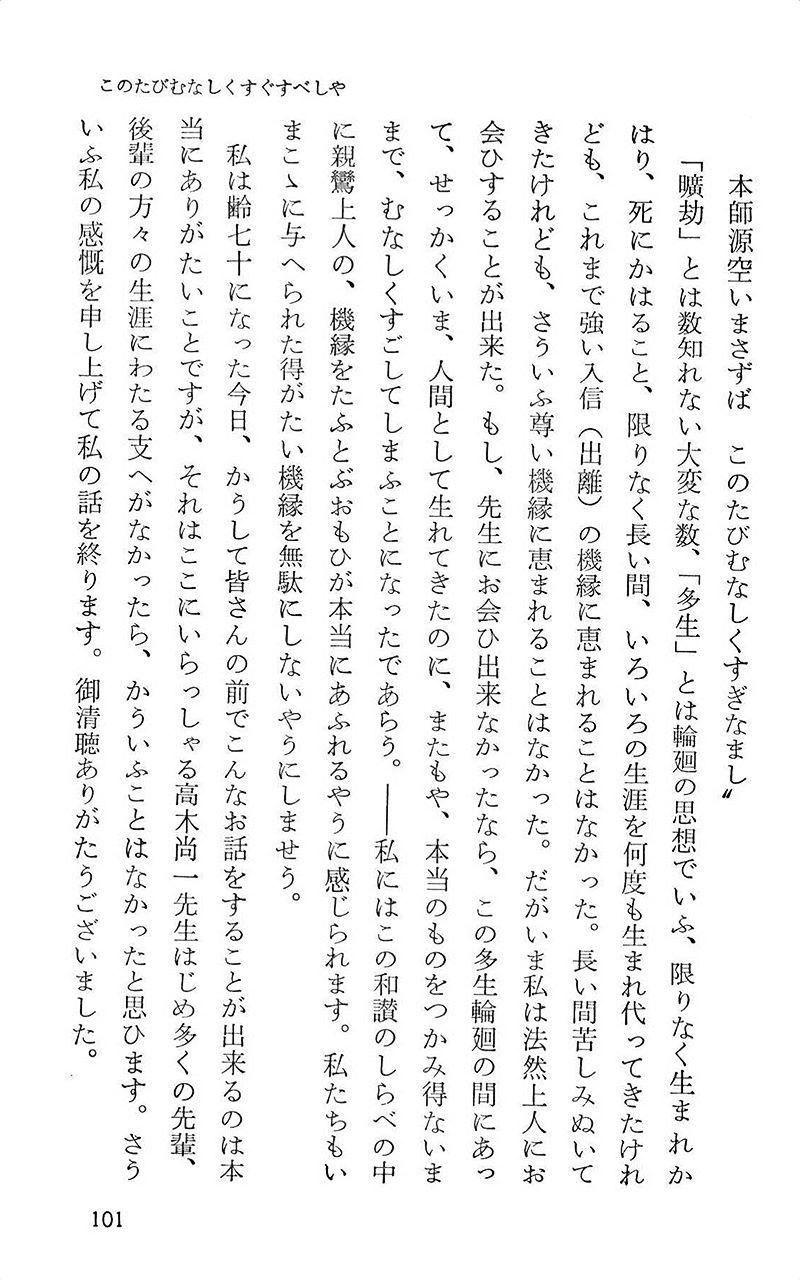 このたびむなしくすぐすべしや
本師源空いまさずば　このたびむなしくすぎなまし〟
「曠劫」とは数知れない大変な数、「多生」とは輪廻の思想でいふ、限りなく生まれか
はり、死にかはること、限りなく長い間、いろいろの生涯を何度も生まれ代ってきたけれ
ども、これまで強い入信（出離）の機縁に恵まれることはなかった。長い間苦しみぬいて
きたけれども、さういふ尊い機縁に恵まれることはなかった。だがいま私は法然上人にお
会ひすることが出来た。もし、先生にお会ひ出来なかったなら、この多生輪廻の間にあっ
て、せっかくいま、人間として生れてきたのに、またもや、本当のものをつかみ得ないま
まで、むなしくすごしてしまふことになったであらう。――私にはこの和讃のしらべの中
に親鸞上人の、機縁をたふとぶおもひが本当にあふれるやうに感じられます。私たちもい
まこゝに与へられた得がたい機縁を無駄にしないやうにしませう。
私は齢七十になった今日、かうして皆さんの前でこんなお話をすることが出来るのは本
当にありがたいことですが、それはここにいらっしゃる高木尚一先生はじめ多くの先輩、
後輩の方々の生涯にわたる支へがなかったら、かういふことはなかったと思ひます。さう
いふ私の感慨を申し上げて私の話を終ります。御清聴ありがたうございました。
101